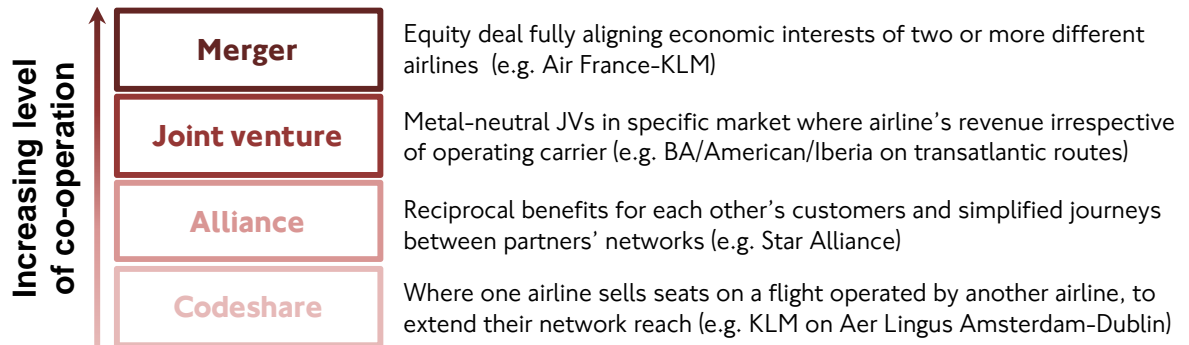 Increasing level
of co-operation
Merger
Equity deal fully aligning economic interests of two or more different
airlines (e.g. Air France-KLM)
Joint venture
Metal-neutral JVs in specific market where airline’s revenue irrespective
of operating carrier (e.g. BA/American/Iberia on transatlantic routes)
Alliance
Reciprocal benefits for each other’s customers and simplified journeys
between partners’ networks (e.g. Star Alliance)
Codeshare
Where one airline sells seats on a flight operated by another airline, to
extend their network reach (e.g. KLM on Aer Lingus Amsterdam-Dublin)